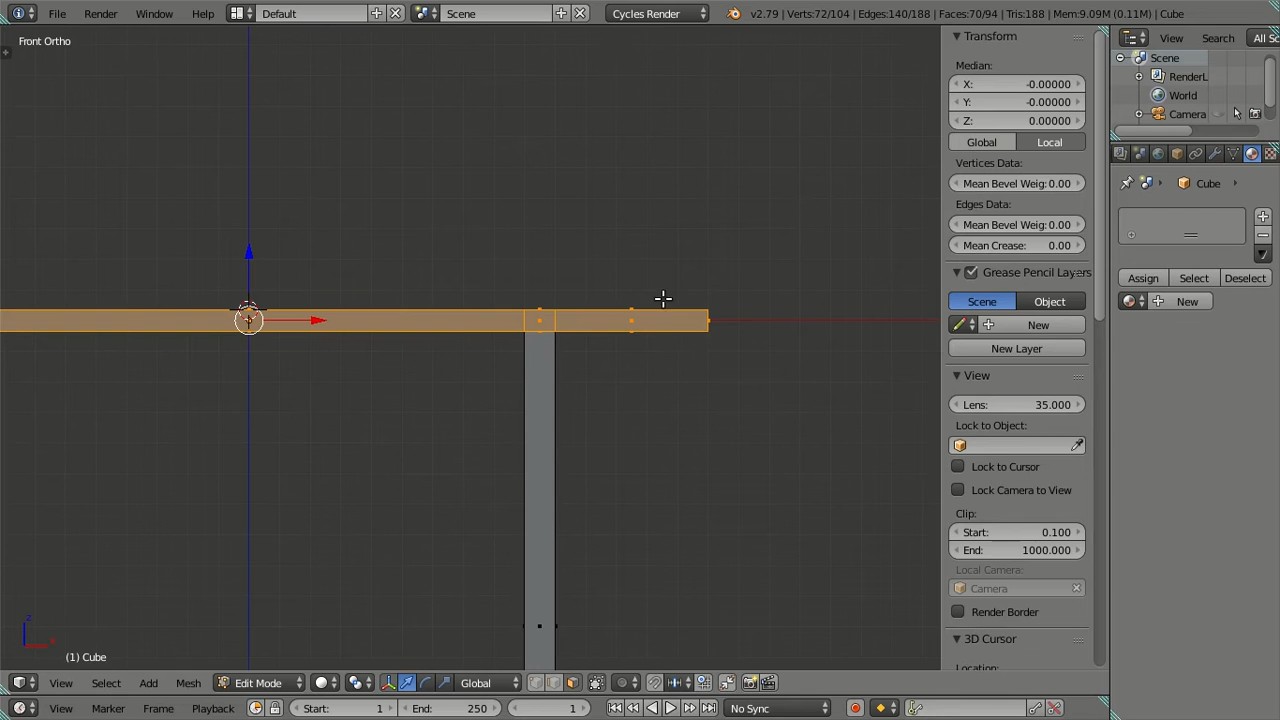 File Render Window Help Default Scene Cycles Render v2.79 | Verts:72/104 | Edges:140/188 | Faces:70/94 | Tris:188 | Mem:9.09M (0.11M) | Cube
Front Ortho
Transform
View Search All Sc
Scene
RenderL
World
Camera
Median:
X: -0.00000
Y: -0.00000
Z: 0.00000
Global Local
Vertices Data:
Mean Bevel Weig: 0.00
Edges Data:
Mean Bevel Weig: 0.00
Mean Crease: 0.00
Grease Pencil Layers
Scene Object
New
New Layer
View
Lens: 35.000
Lock to Object:
Lock to Cursor
Lock Camera to View
Clip:
Start: 0.100
End: 1000.000
Local Camera:
Camera
Render Border
3D Cursor
Location:
Cube
Assign Select Deselect
New
z
x
(1) Cube
View Select Add Mesh Edit Mode Global
View Marker Frame Playback Start: 1 End: 250 1 No Sync